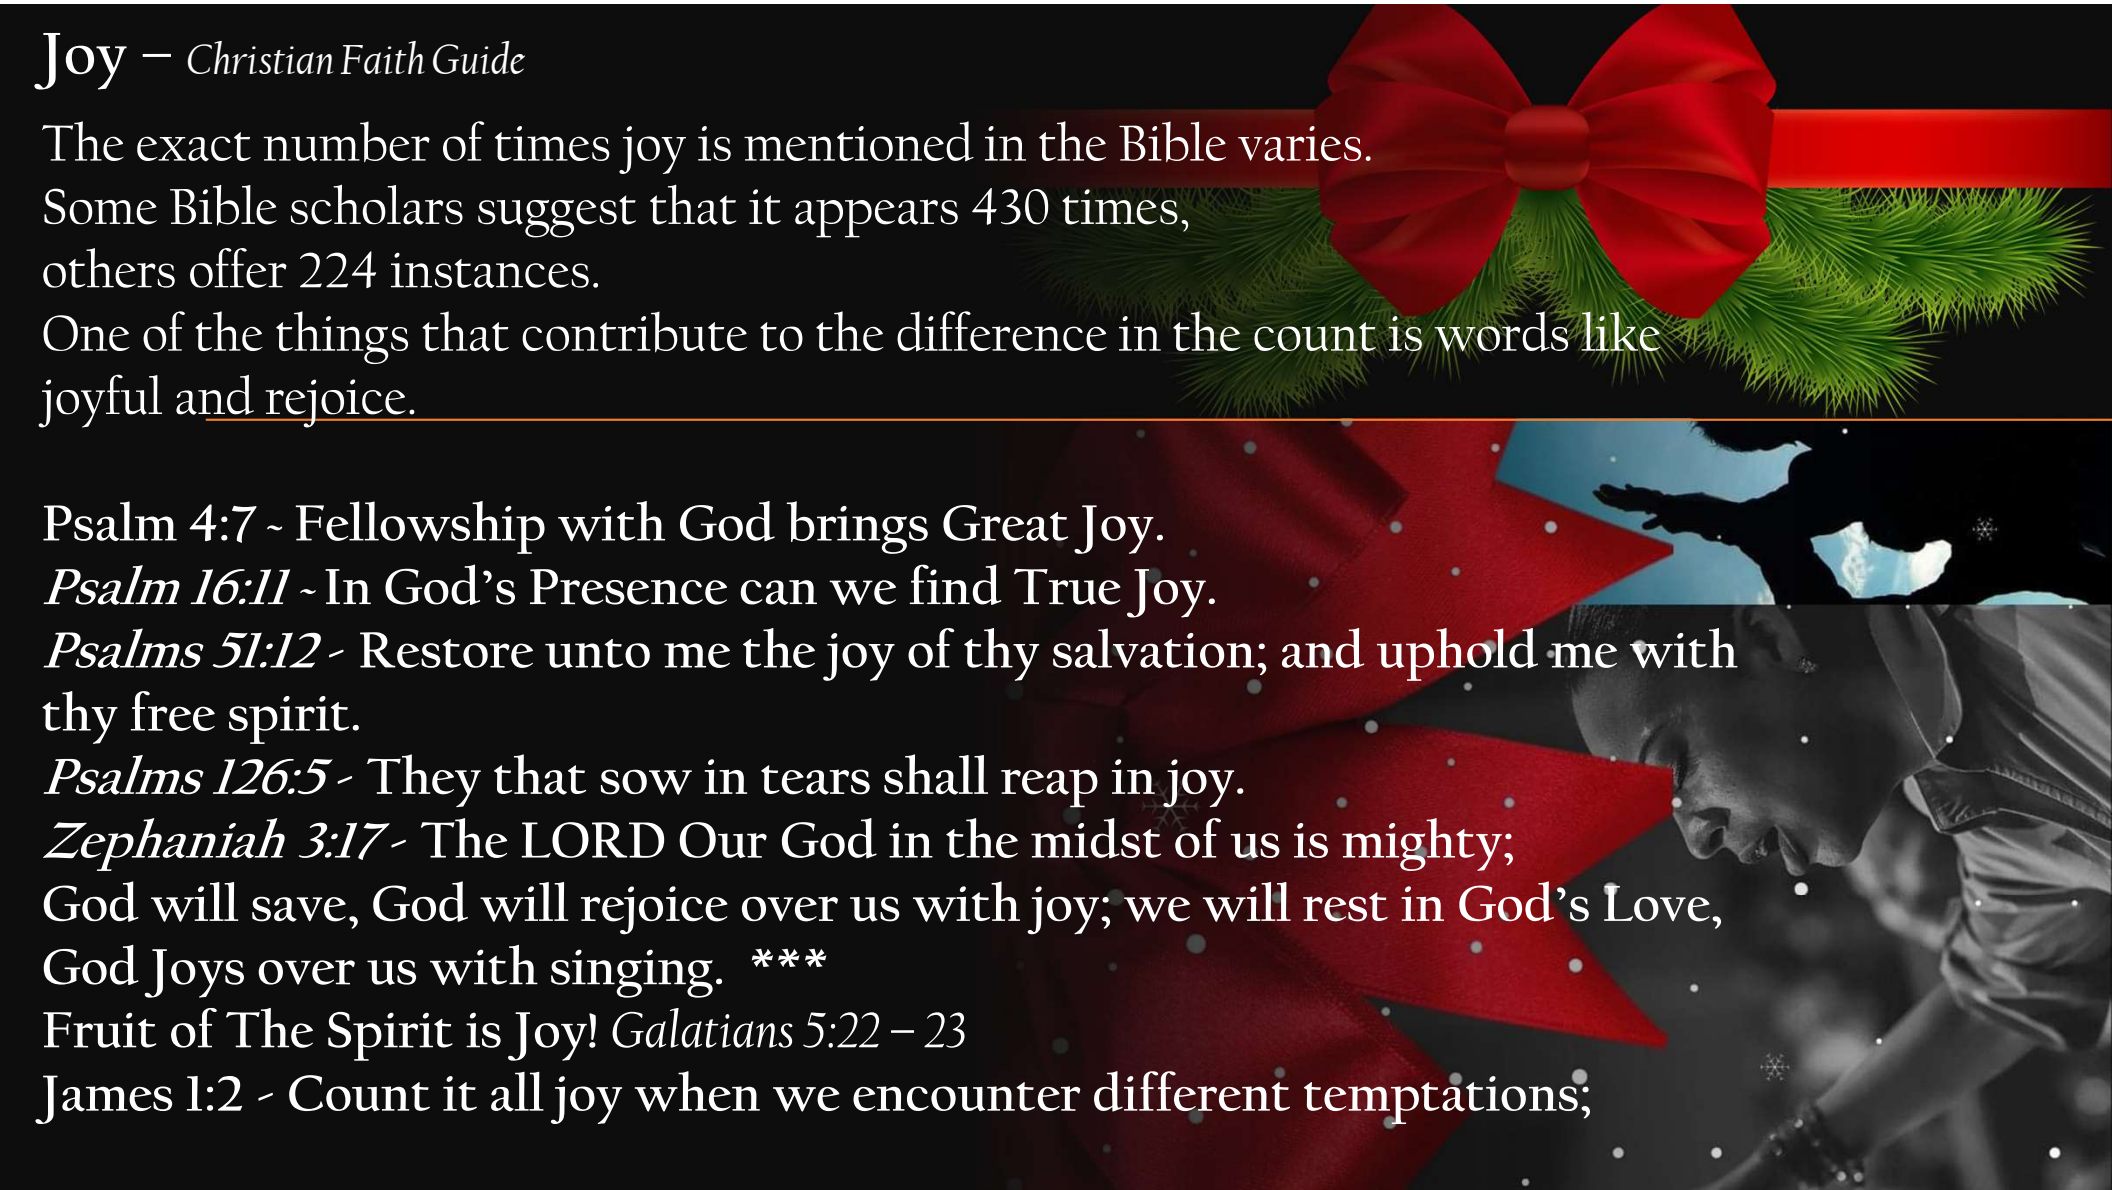 Joy – Christian Faith Guide
The exact number of times joy is mentioned in the Bible varies.
Some Bible scholars suggest that it appears 430 times,
others offer 224 instances.
One of the things that contribute to the difference in the count is words like
joyful and rejoice.
Psalm 4:7 ~ Fellowship with God brings Great Joy.
Psalm 16:11 ~ In God’s Presence can we find True Joy.
Psalms 51:12 - Restore unto me the joy of thy salvation; and uphold me with
thy free spirit.
Psalms 126:5 - They that sow in tears shall reap in joy.
Zephaniah 3:17 - The LORD Our God in the midst of us is mighty;
God will save, God will rejoice over us with joy; we will rest in God’s Love,
God Joys over us with singing. ***
Fruit of The Spirit is Joy! Galatians 5:22 – 23
James 1:2 - Count it all joy when we encounter different temptations;